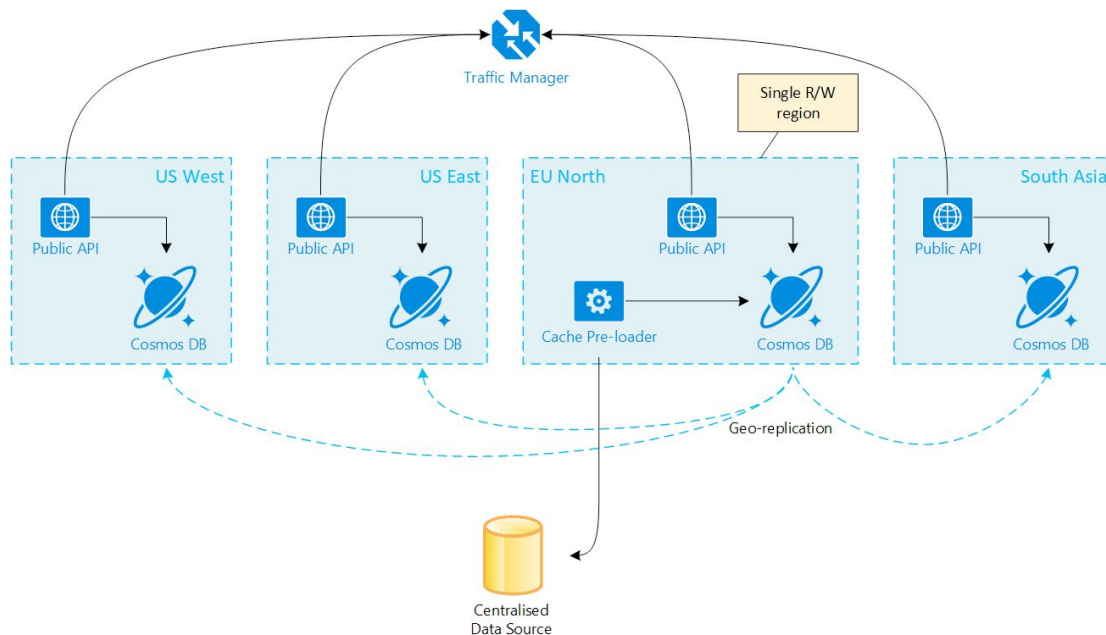 Traffic Manager
Single R/W
region
US West
US East
EU North
South Asia
Public API
Public API
Public API
Public API
Cache Pre-loader
Cosmos DB
Cosmos DB
Cosmos DB
Cosmos DB
Geo-replication
Centralised
Data Source